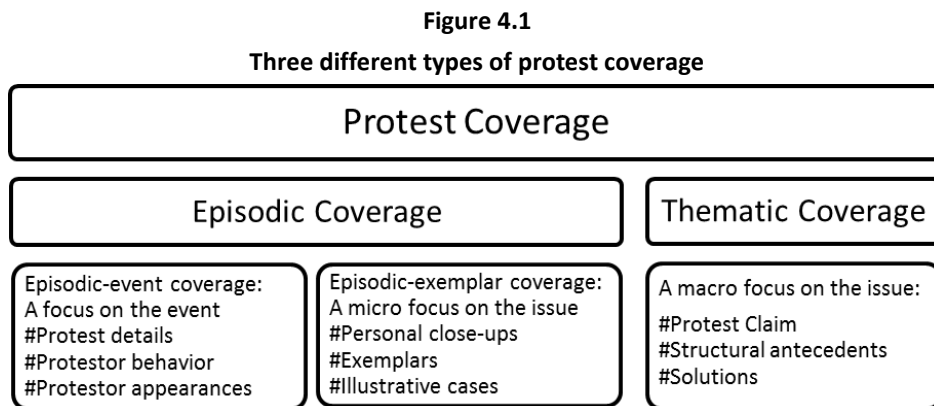 Figure 4.1
Three different types of protest coverage
Protest Coverage
Episodic Coverage
Thematic Coverage
Episodic-event coverage:
A focus on the event
#Protest details
#Protestor behavior
#Protestor appearances
Episodic-exemplar coverage:
A micro focus on the issue
#Personal close-ups
#Exemplars
#Illustrative cases
A macro focus on the issue:
#Protest Claim
#Structural antecedents
#Solutions